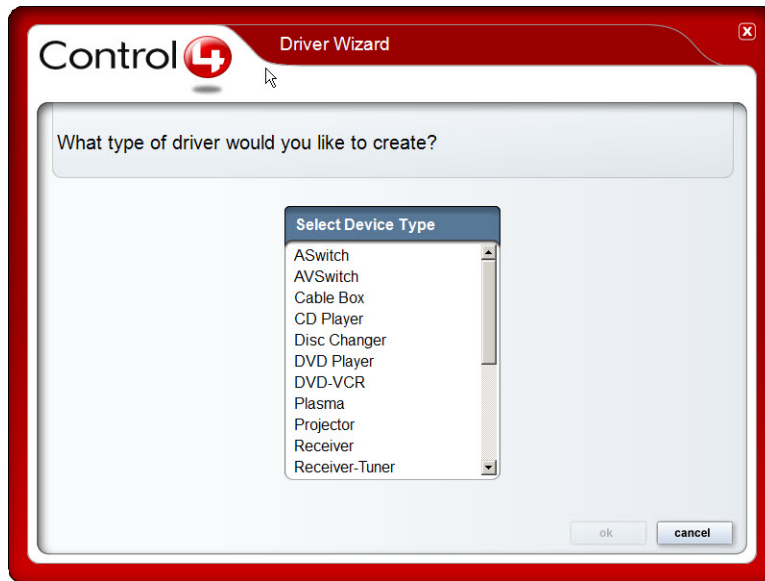 Control4
Driver Wizard
X
What type of driver would you like to create?
Select Device Type
ASwitch
AVSwitch
Cable Box
CD Player
Disc Changer
DVD Player
DVD-VCR
Plasma
Projector
Receiver
Receiver-Tuner
ok
cancel